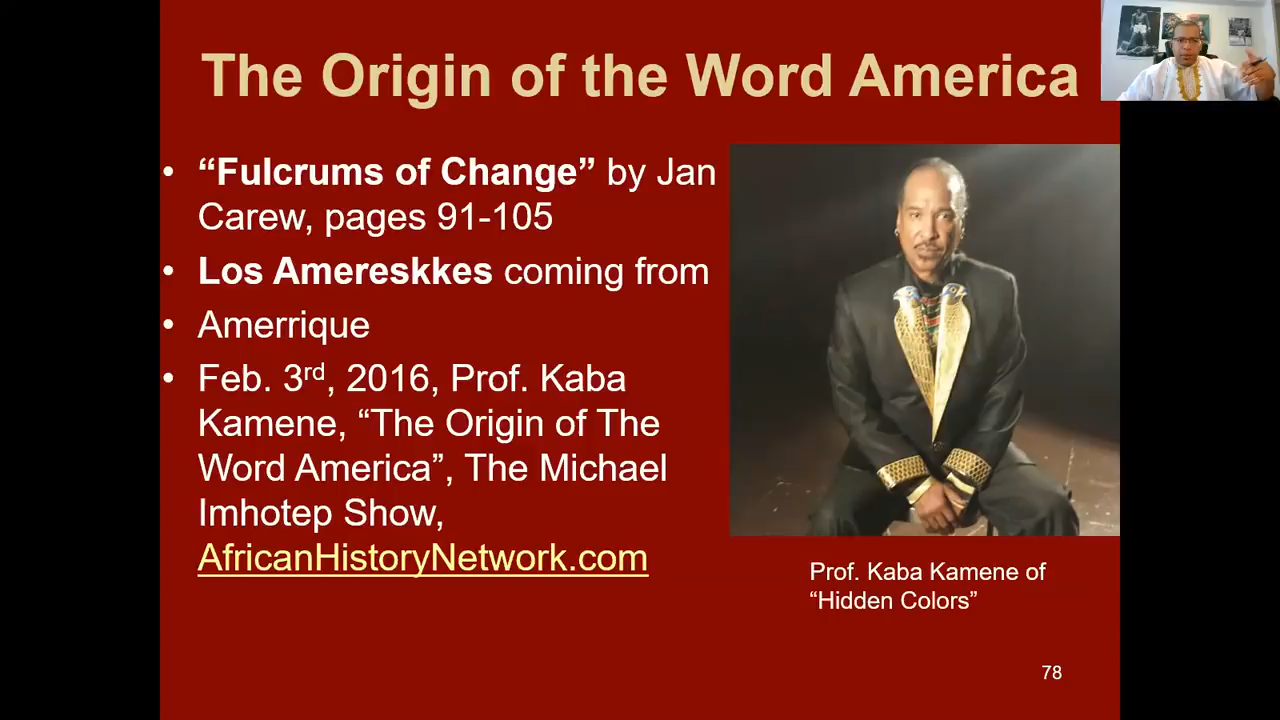 The Origin of the Word America
• “Fulcrums of Change” by Jan
Carew, pages 91-105
• Los Amereskkes coming from
• Amerrique
• Feb. 3rd, 2016, Prof. Kaba
Kamene, “The Origin of The
Word America”, The Michael
Imhotep Show,
AfricanHistoryNetwork.com
Prof. Kaba Kamene of
“Hidden Colors”
78